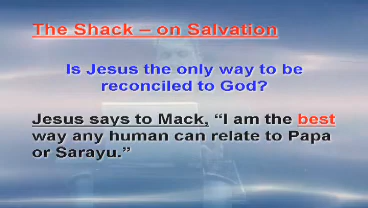 The Shack – on Salvation
Is Jesus the only way to be
reconciled to God?
Jesus says to Mack, “I am the best
way any human can relate to Papa
or Sarayu.”